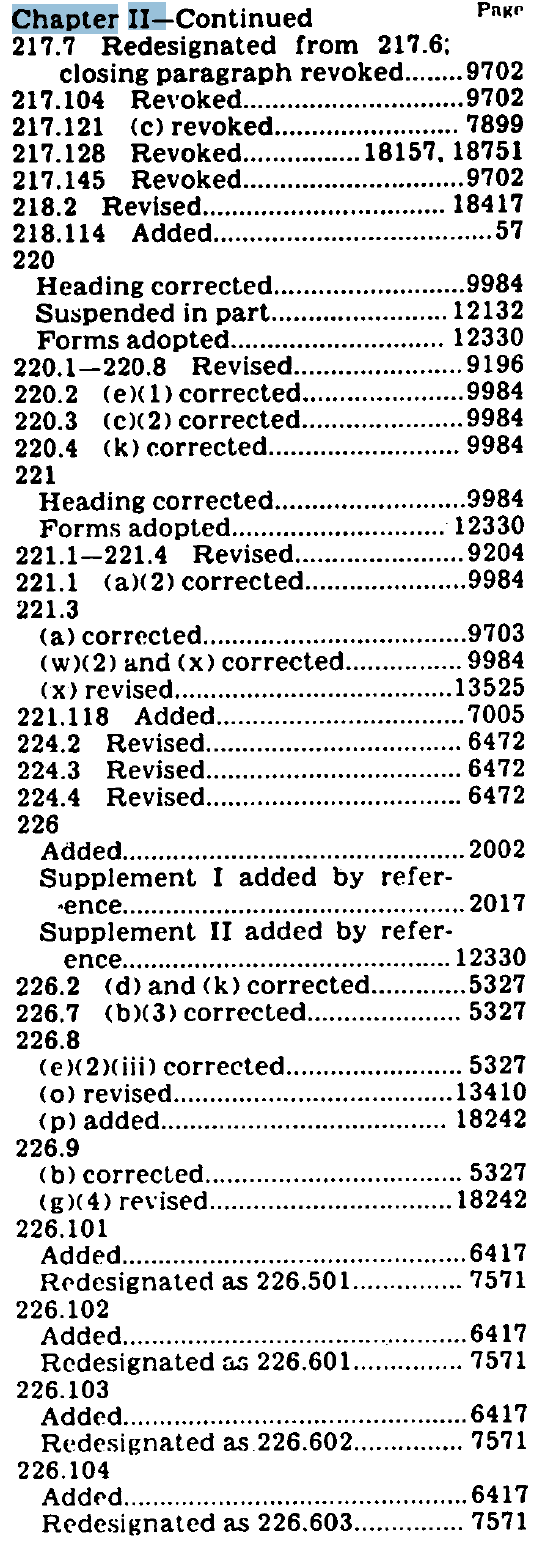 Chapter II—Continued Page
217.7 Redesignated from 217.6;
closing paragraph revoked........9702
217.104 Revoked.........................9702
217.121 (c) revoked..................... 7899
217.128 Revoked.............18157, 18751
217.145 Revoked.........................9702
218.2 Revised........................... 18417
218.114 Added...............................57
220
Heading corrected.......................9984
Suspended in part.................... 12132
Forms adopted......................... 12330
220.1—220.8 Revised....................9196
220.2 (e)(1) corrected...................9984
220.3 (c)(2) corrected...................9984
220.4 (k) corrected..................... 9984
221
Heading corrected.......................9984
Forms adopted......................... 12330
221.1—221.4 Revised....................9204
221.1 (a)(2) corrected...................9984
221.3
(a) corrected...............................9703
(w)(2) and (x) corrected.............. 9984
(x) revised.................................13525
221.118 Added.............................7005
224.2 Revised............................. 6472
224.3 Revised............................. 6472
224.4 Revised............................. 6472
226
Added........................................ 2002
Supplement I added by refer-
ence........................................ 2017
Supplement II added by refer-
ence.......................................12330
226.2 (d) and (k) corrected...........5327
226.7 (b)(3) corrected.................. 5327
226.8
(e)(2)(iii) corrected..................... 5327
(o) revised.................................13410
(p) added.................................. 18242
226.9
(b) corrected.............................. 5327
(g)(4) revised.............................18242
226.101
Added.........................................6417
Redesignated as 226.501............. 7571
226.102
Added.........................................6417
Redesignated as 226.601............. 7571
226.103
Added.........................................6417
Redesignated as 226.602............. 7571
226.104
Added.........................................6417
Redesignated as 226.603............. 7571